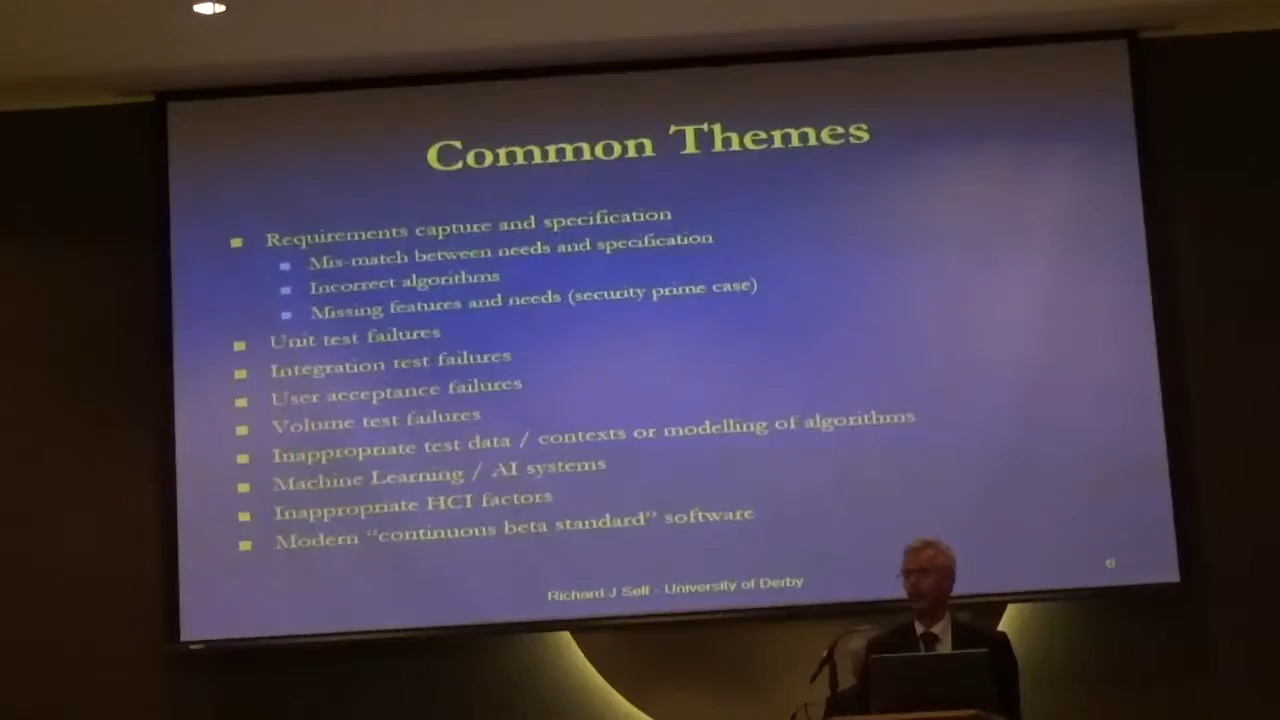 Common Themes
Requirements capture and specification
Mis-match between needs and specification
Incorrect algorithms
Missing features and needs (security prime case)
Unit test failures
Integration test failures
User acceptance failures
Volume test failures
Inappropriate test data / contexts or modelling of algorithms
Machine Learning / AI systems
Inappropriate HCI factors
Modern “continuous beta standard” software
Richard J Self - University of Derby
6